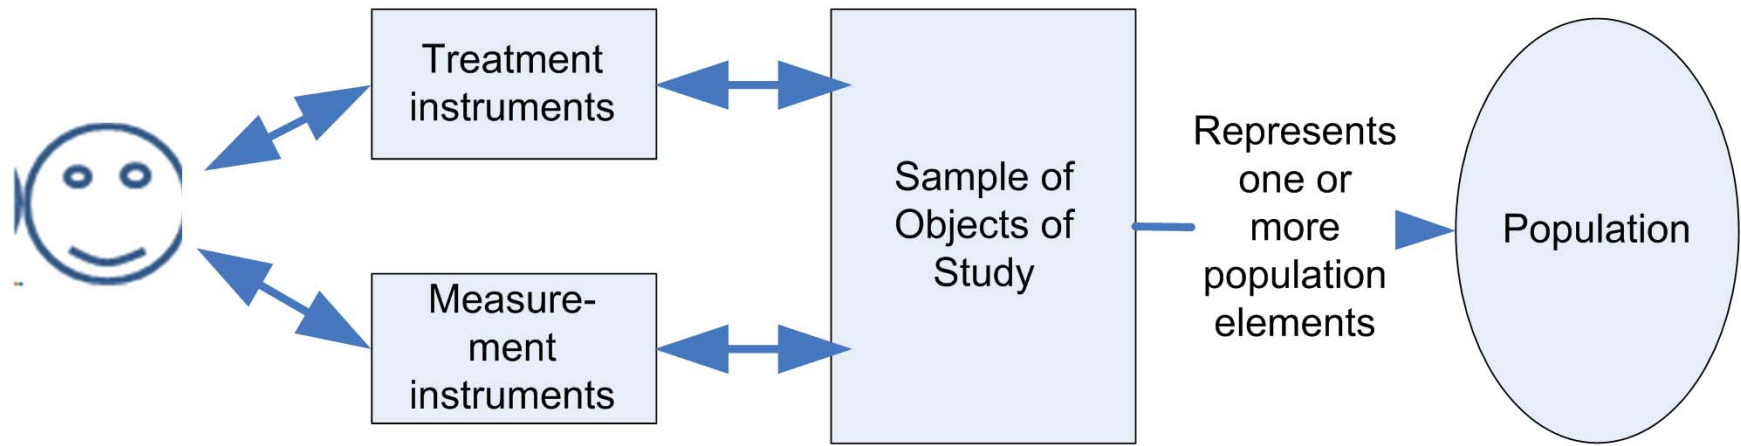 Treatment
instruments
Measure-
ment
instruments
Sample of
Objects of
Study
Represents
one or
more
population
elements
Population